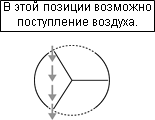 В этой позиции возможно
поступление воздуха.